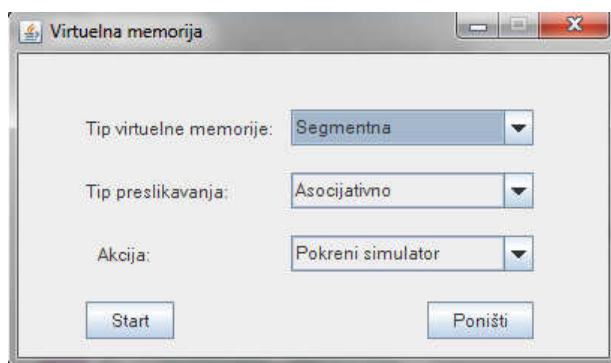 Virtuelna memorija
Tip virtuelne memorije: Segmentna
Tip preslikavanja: Asocijativno
Akcija: Pokreni simulator
Start Poništi